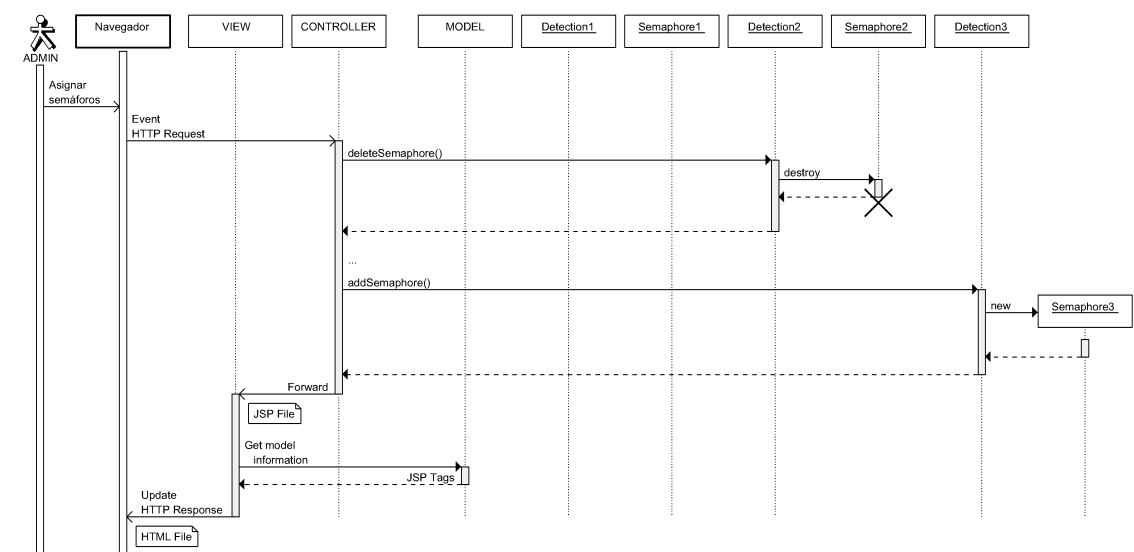 Navegador
VIEW
CONTROLLER
MODEL
Detection1
Semaphore1
Detection2
Semaphore2
Detection3
ADMIN
Asignar
semáforos
Event
HTTP Request
deleteSemaphore()
destroy
...
addSemaphore()
new
Semaphore3
Forward
JSP File
Get model
information
JSP Tags
Update
HTTP Response
HTML File